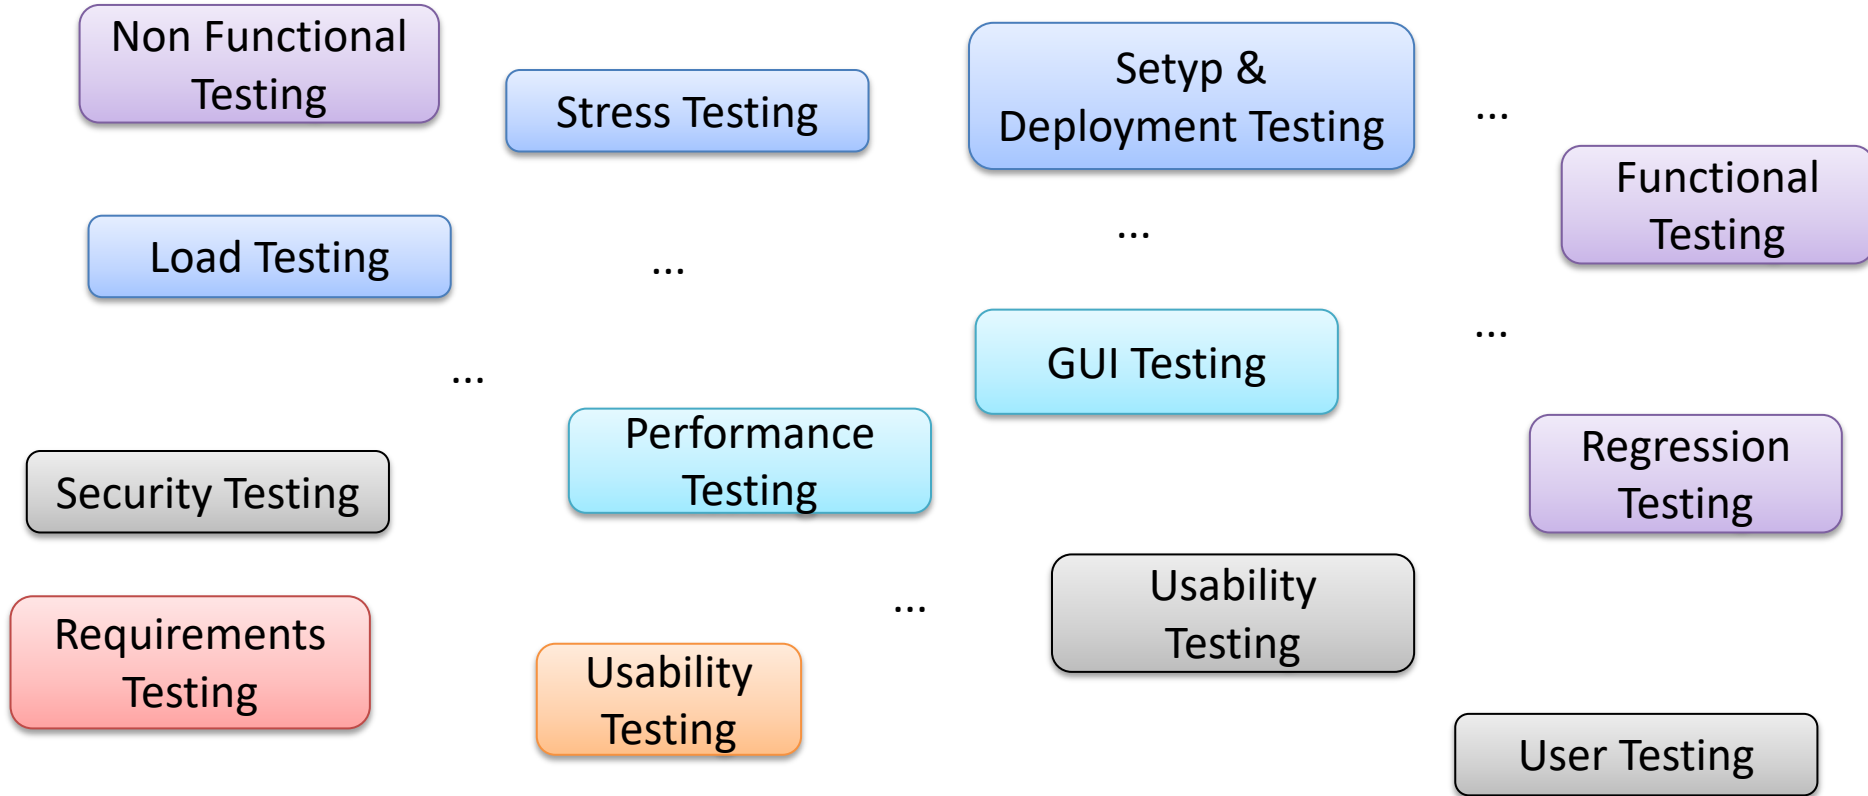 Non Functional
Testing
Stress Testing
Setyp &
Deployment Testing
...
Functional
Testing
Load Testing
...
...
GUI Testing
...
...
Performance
Testing
Regression
Testing
Security Testing
Usability
Testing
...
Requirements
Testing
Usability
Testing
User Testing